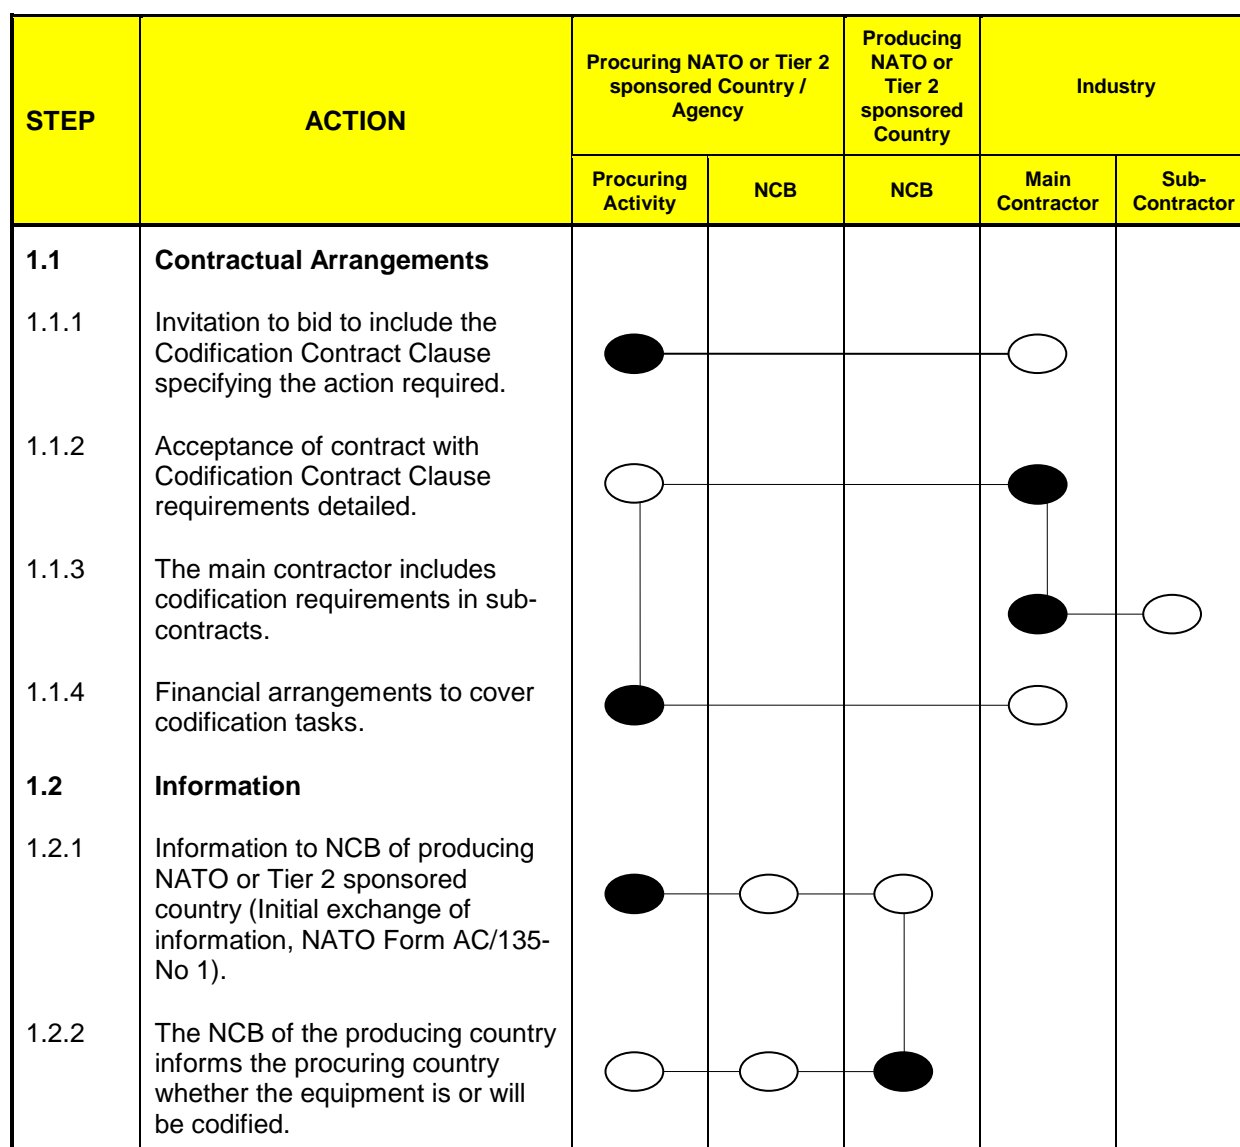 STEP
ACTION
Procuring NATO or Tier 2
sponsored Country /
Agency
Producing
NATO or
Tier 2
sponsored
Country
Industry
Procuring
Activity
NCB
NCB
Main
Contractor
Sub-
Contractor
1.1 Contractual Arrangements
1.1.1 Invitation to bid to include the
Codification Contract Clause
specifying the action required.
1.1.2 Acceptance of contract with
Codification Contract Clause
requirements detailed.
1.1.3 The main contractor includes
codification requirements in sub-
contracts.
1.1.4 Financial arrangements to cover
codification tasks.
1.2 Information
1.2.1 Information to NCB of producing
NATO or Tier 2 sponsored
country (Initial exchange of
information, NATO Form AC/135-
No 1).
1.2.2 The NCB of the producing country
informs the procuring country
whether the equipment is or will
be codified.